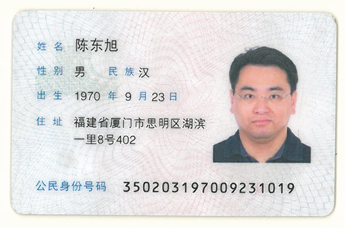 姓名 陈东旭
性别 男 民族 汉
出生 1970 年 9 月 23 日
住址 福建省厦门市思明区湖滨
一里8号402
公民身份号码 350203197009231019